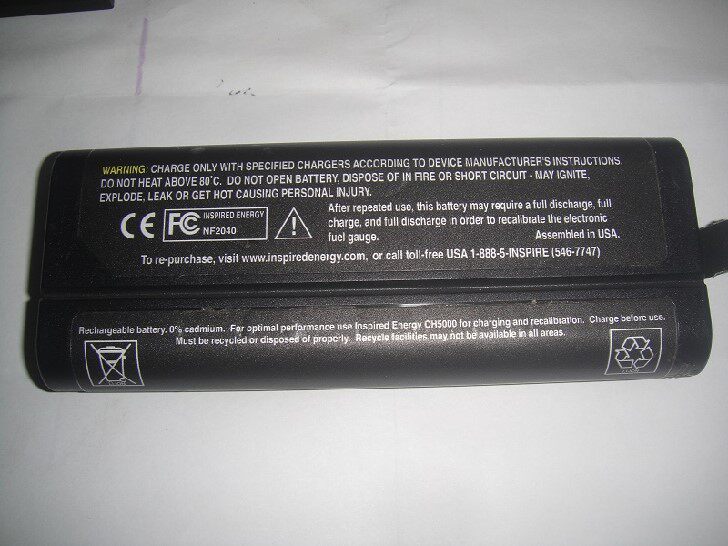 WARNING: CHARGE ONLY WITH SPECIFIED CHARGERS ACCORDING TO DEVICE MANUFACTURER'S INSTRUCTIONS.
DO NOT HEAT ABOVE 80°C. DO NOT OPEN BATTERY. DISPOSE OF IN FIRE OR SHORT CIRCUIT - MAY IGNITE,
EXPLODE, LEAK OR GET HOT CAUSING PERSONAL INJURY.
CE FC INSPIRED ENERGY
NF2040
After repeated use, this battery may require a full discharge, full
charge, and full discharge in order to recalibrate the electronic
fuel gauge. Assembled in USA.
To re-purchase, visit www.inspiredenergy.com, or call toll-free USA 1-888-5-INSPIRE (546-7747)
Rechargeable battery. 0% cadmium. For optimal performance use Inspired Energy CH5000 for charging and recalibration. Charge before use.
Must be recycled or disposed of properly. Recycle facilities may not be available in all areas.